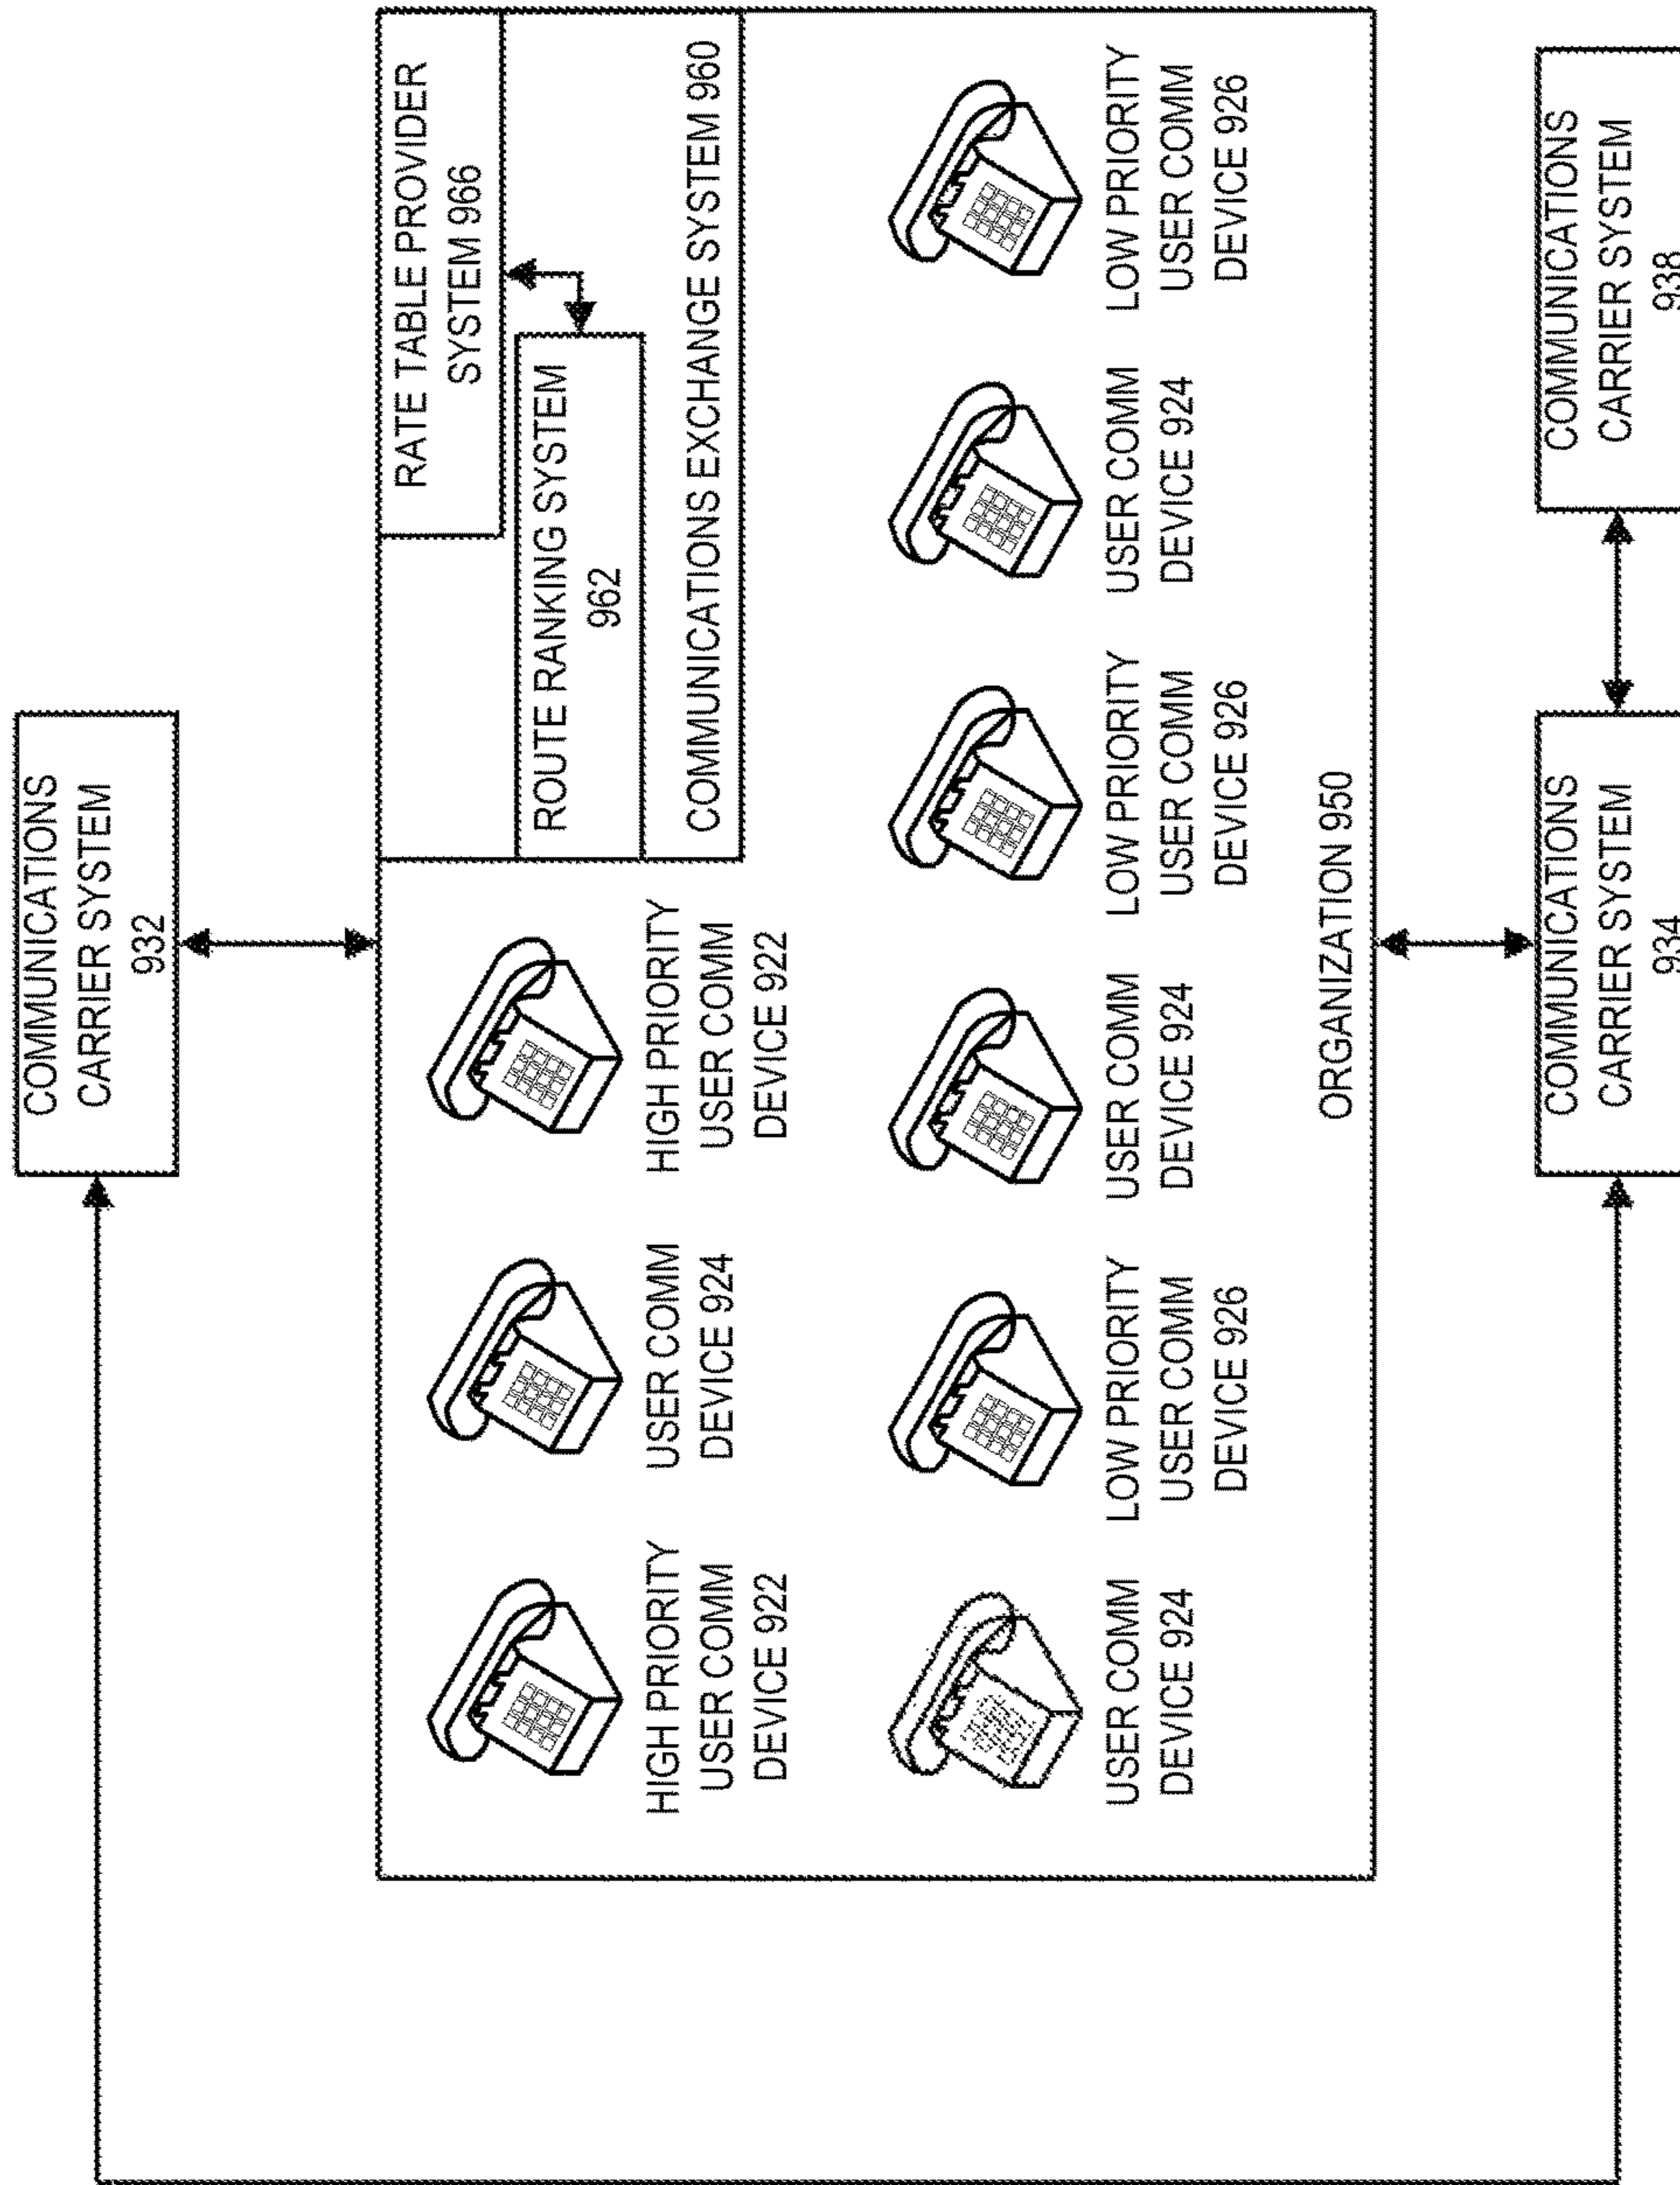 COMMUNICATIONS
CARRIER SYSTEM
932
RATE TABLE PROVIDER
SYSTEM 966
ROUTE RANKING SYSTEM
962
COMMUNICATIONS EXCHANGE SYSTEM 960
HIGH PRIORITY
USER COMM
DEVICE 922
USER COMM
DEVICE 924
HIGH PRIORITY
USER COMM
DEVICE 922
USER COMM
DEVICE 924
LOW PRIORITY
USER COMM
DEVICE 926
USER COMM
DEVICE 924
LOW PRIORITY
USER COMM
DEVICE 926
USER COMM
DEVICE 924
LOW PRIORITY
USER COMM
DEVICE 926
ORGANIZATION 950
COMMUNICATIONS
CARRIER SYSTEM
934
COMMUNICATIONS
CARRIER SYSTEM
938